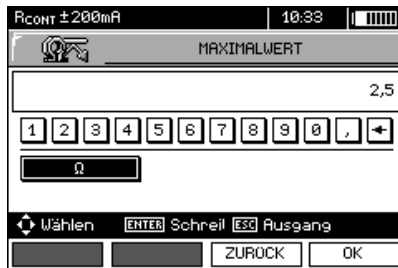 RCONT ±200mA 10:33
MAXIMALWERT
2,5
1 2 3 4 5 6 7 8 9 0 ,
Ω
Wählen ENTER Schreil ESC Ausgang
ZURÜCK OK